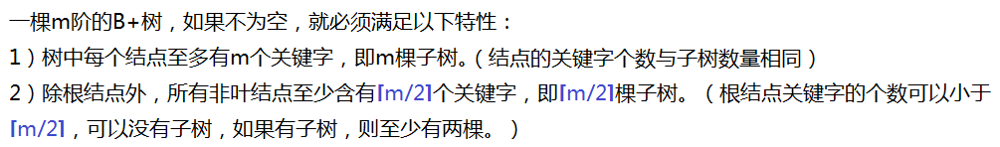 一棵m阶的B+树，如果不为空，就必须满足以下特性：
1）树中每个结点至多有m个关键字，即m棵子树。（结点的关键字个数与子树数量相同）
2）除根结点外，所有非叶结点至少含有⌈m/2⌉个关键字，即⌈m/2⌉棵子树。（根结点关键字的个数可以小于
⌈m/2⌉，可以没有子树，如果有子树，则至少有两棵。）